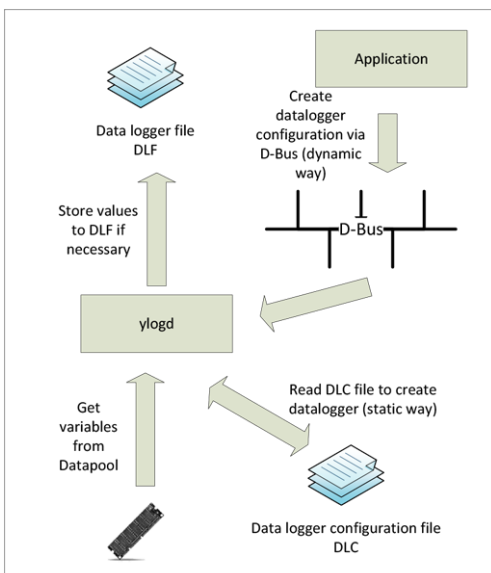 Application
Data logger file
DLF
Create
datalogger
configuration via
D-Bus (dynamic
way)
D-Bus
Store values
to DLF if
necessary
ylogd
Get
variables
from
Datapool
Read DLC file to create
datalogger (static way)
Data logger configuration file
DLC